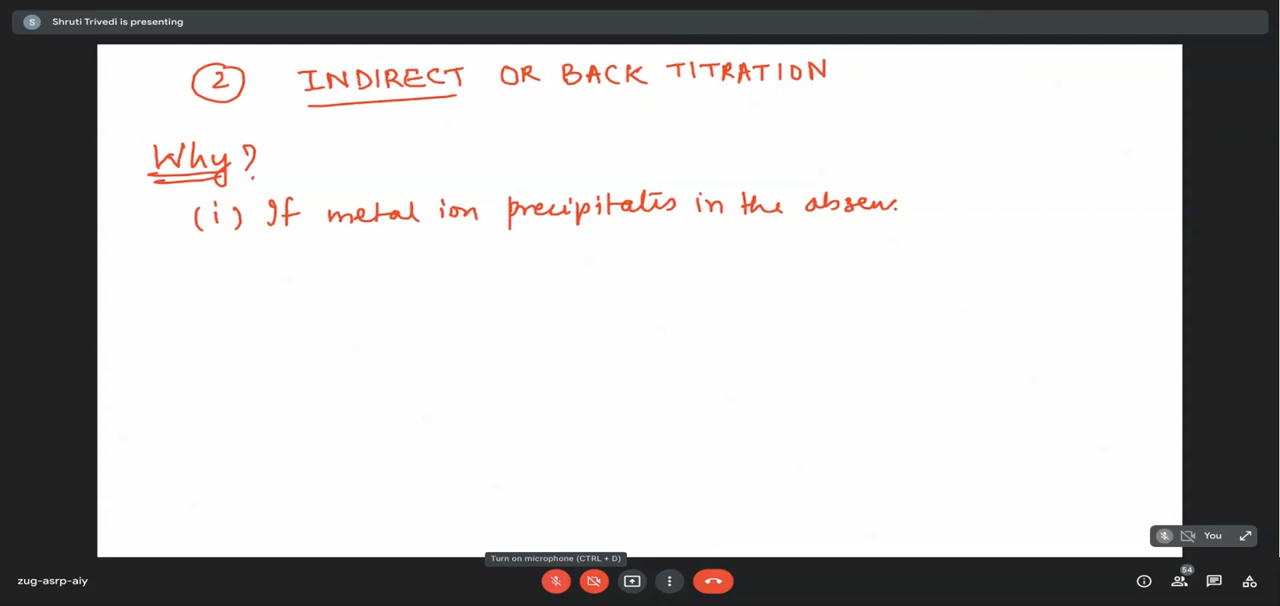 S Shruti Trivedi is presenting
2 INDIRECT OR BACK TITRATION
Why?
(i) If metal ion precipitates in the absen.
You
Turn on microphone (CTRL + D)
54
zug-asrp-aiy